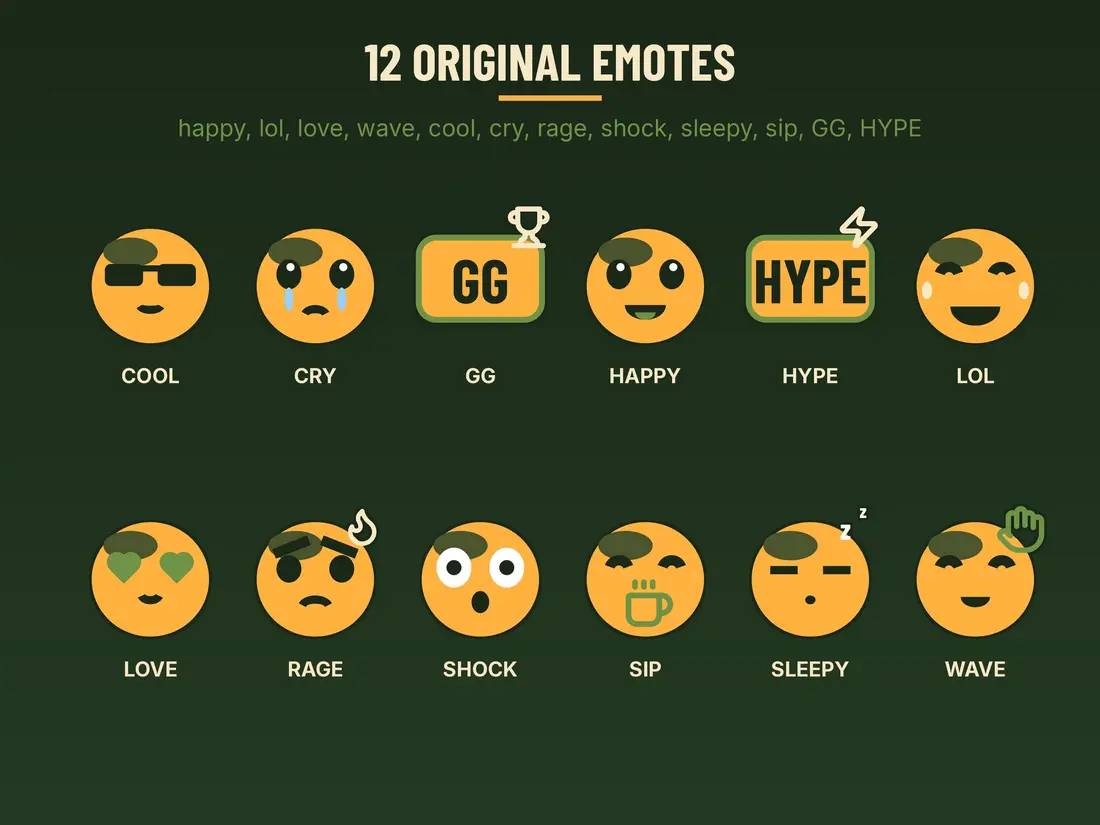 12 ORIGINAL EMOTES
happy, lol, love, wave, cool, cry, rage, shock, sleepy, sip, GG, HYPE
GG
HYPE
COOL
CRY
GG
HAPPY
HYPE
LOL
z z
LOVE
RAGE
SHOCK
SIP
SLEEPY
WAVE